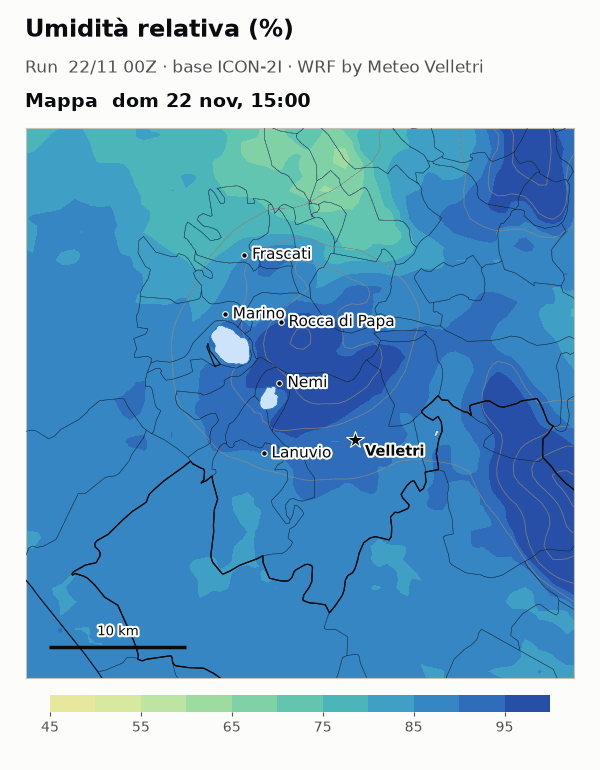 Umidità relativa (%)
Run  22/11 00Z · base ICON-2I · WRF by Meteo Velletri
Mappa  dom 22 nov, 15:00
Frascati
Marino
Rocca di Papa
Nemi
Velletri
Lanuvio
10 km
45 55 65 75 85 95